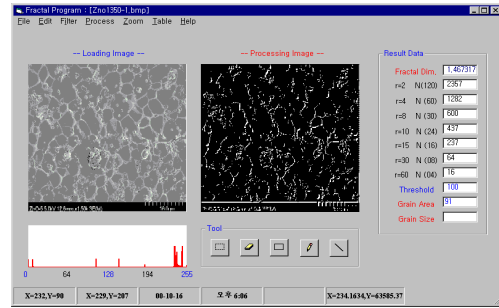 Fractal Program : [Zno1350-I,bmp]
File Edit Filter Process Zoom Table Help
-- Loading Image --
-- Processing Image --
Result Data
Fractal Dim, 1,467317
r=2 N(120) 2357
r=4 N (60) 1282
r=8 N (30) 600
r=10 N (24) 437
r=15 N (16) 237
r=30 N (08) 64
r=60 N (04) 16
Threshold 100
Grain Area 91
Grain Size
Tool
0 64 128 194 255
X=232,Y=90 X=229,Y=207 00-10-16 오후 6:06 X=234.1634,Y=63585.37